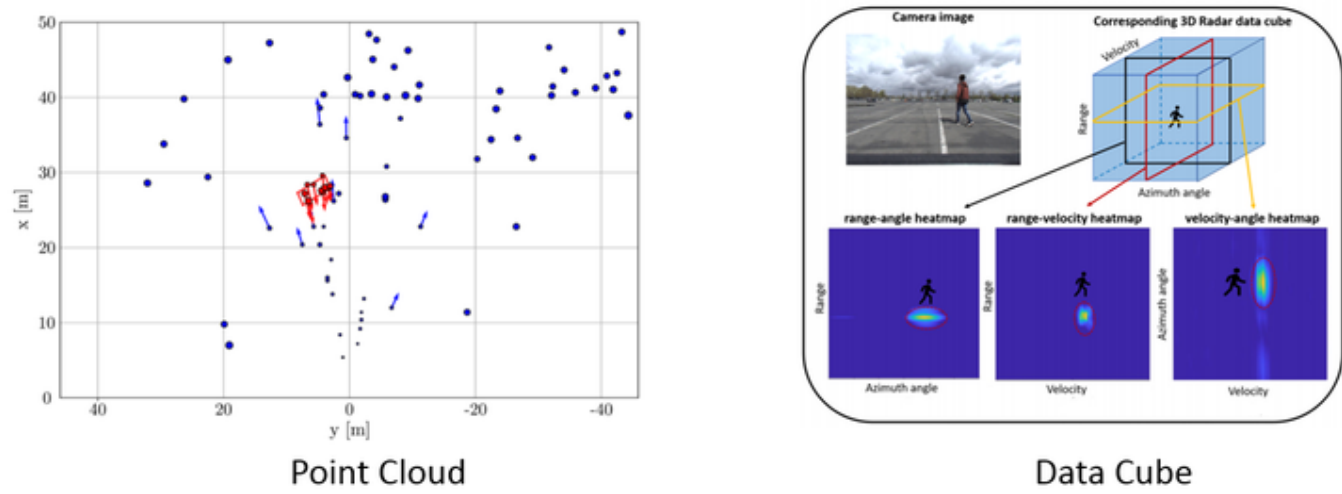 50
40
30
20
10
0
x [m]
40
20
0
-20
-40
y [m]
Point Cloud
Camera image
Corresponding 3D Radar data cube
Velocity
Range
Azimuth angle
range-angle heatmap
range-velocity heatmap
velocity-angle heatmap
Range
Azimuth angle
Range
Velocity
Azimuth angle
Velocity
Data Cube